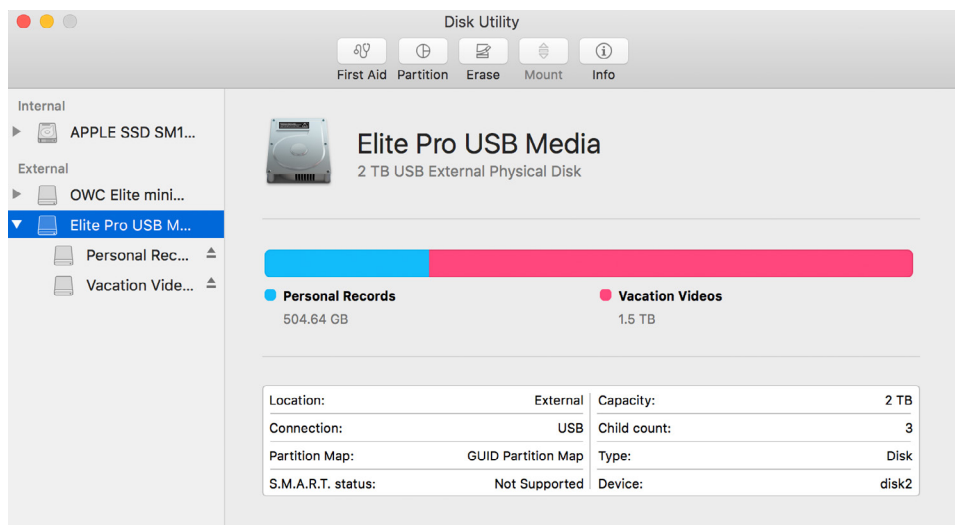 Disk Utility
First Aid Partition Erase Mount Info
Internal
APPLE SSD SM1...
External
OWC Elite mini...
Elite Pro USB M...
Personal Rec...
Vacation Vide...
Elite Pro USB Media
2 TB USB External Physical Disk
Personal Records
504.64 GB
Vacation Videos
1.5 TB
Location: External
Connection: USB
Partition Map: GUID Partition Map
S.M.A.R.T. status: Not Supported
Capacity: 2 TB
Child count: 3
Type: Disk
Device: disk2